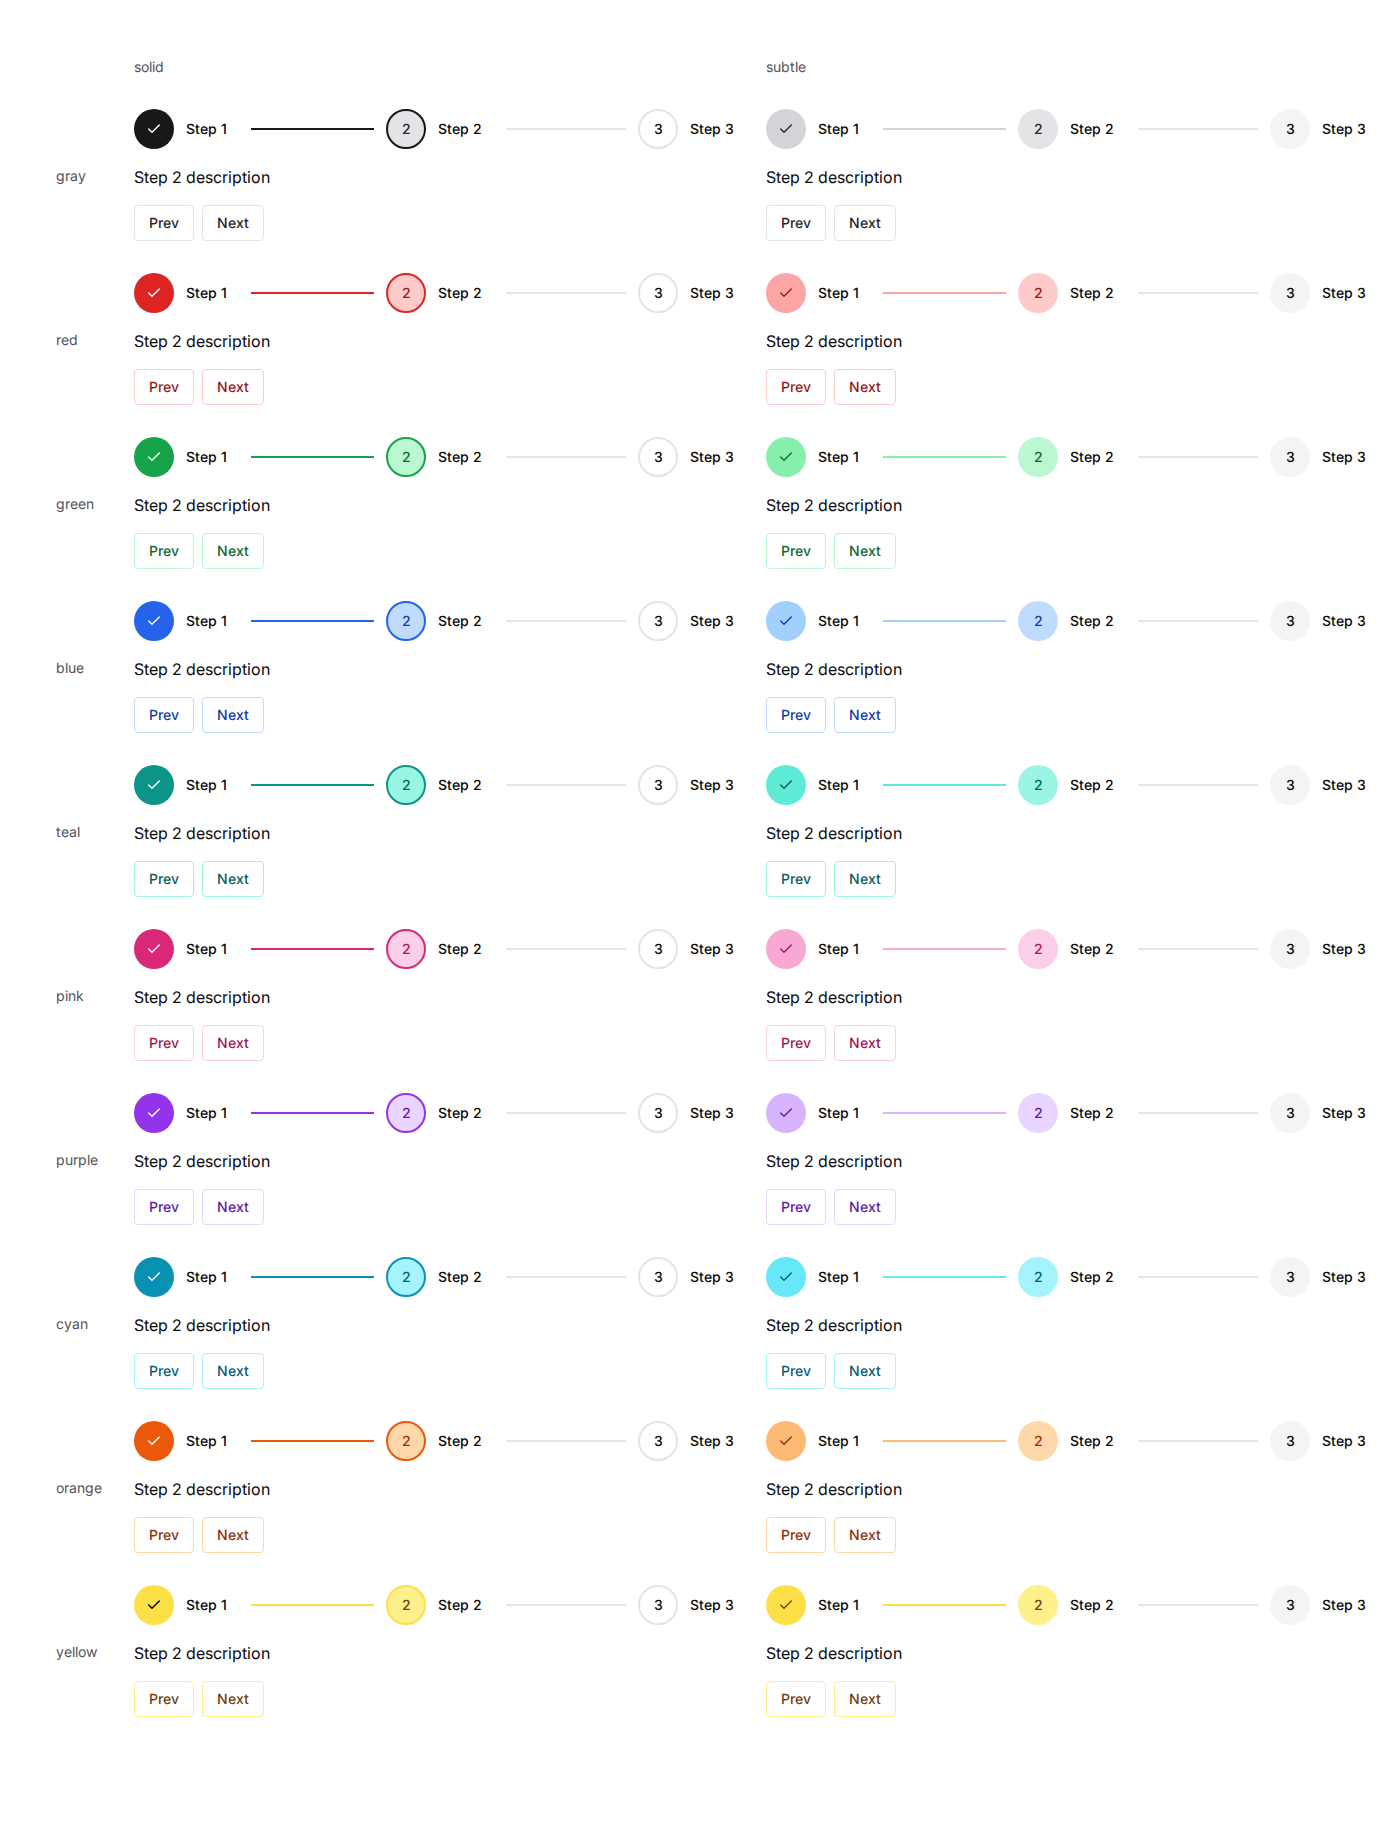 solid subtle
Step 1 2 Step 2 3 Step 3 Step 1 2 Step 2 3 Step 3
gray Step 2 description Step 2 description
Prev Next Prev Next
Step 1 2 Step 2 3 Step 3 Step 1 2 Step 2 3 Step 3
red Step 2 description Step 2 description
Prev Next Prev Next
Step 1 2 Step 2 3 Step 3 Step 1 2 Step 2 3 Step 3
green Step 2 description Step 2 description
Prev Next Prev Next
Step 1 2 Step 2 3 Step 3 Step 1 2 Step 2 3 Step 3
blue Step 2 description Step 2 description
Prev Next Prev Next
Step 1 2 Step 2 3 Step 3 Step 1 2 Step 2 3 Step 3
teal Step 2 description Step 2 description
Prev Next Prev Next
Step 1 2 Step 2 3 Step 3 Step 1 2 Step 2 3 Step 3
pink Step 2 description Step 2 description
Prev Next Prev Next
Step 1 2 Step 2 3 Step 3 Step 1 2 Step 2 3 Step 3
purple Step 2 description Step 2 description
Prev Next Prev Next
Step 1 2 Step 2 3 Step 3 Step 1 2 Step 2 3 Step 3
cyan Step 2 description Step 2 description
Prev Next Prev Next
Step 1 2 Step 2 3 Step 3 Step 1 2 Step 2 3 Step 3
orange Step 2 description Step 2 description
Prev Next Prev Next
Step 1 2 Step 2 3 Step 3 Step 1 2 Step 2 3 Step 3
yellow Step 2 description Step 2 description
Prev Next Prev Next